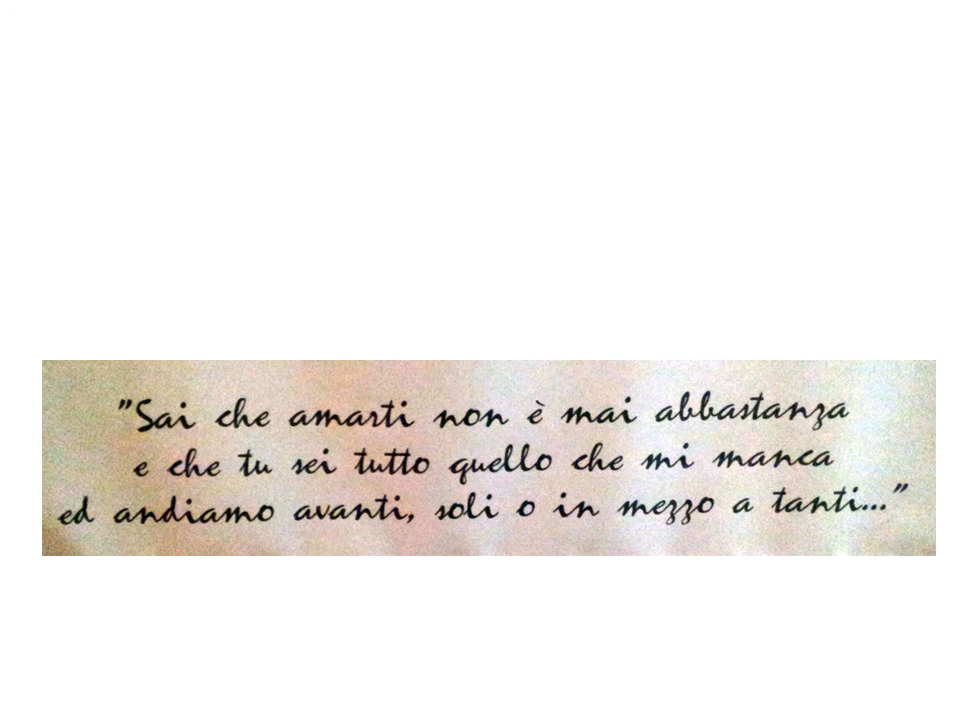 "Sai che amarti non è mai abbastanza
e che tu sei tutto quello che mi manca
ed andiamo avanti, soli o in mezzo a tanti..."